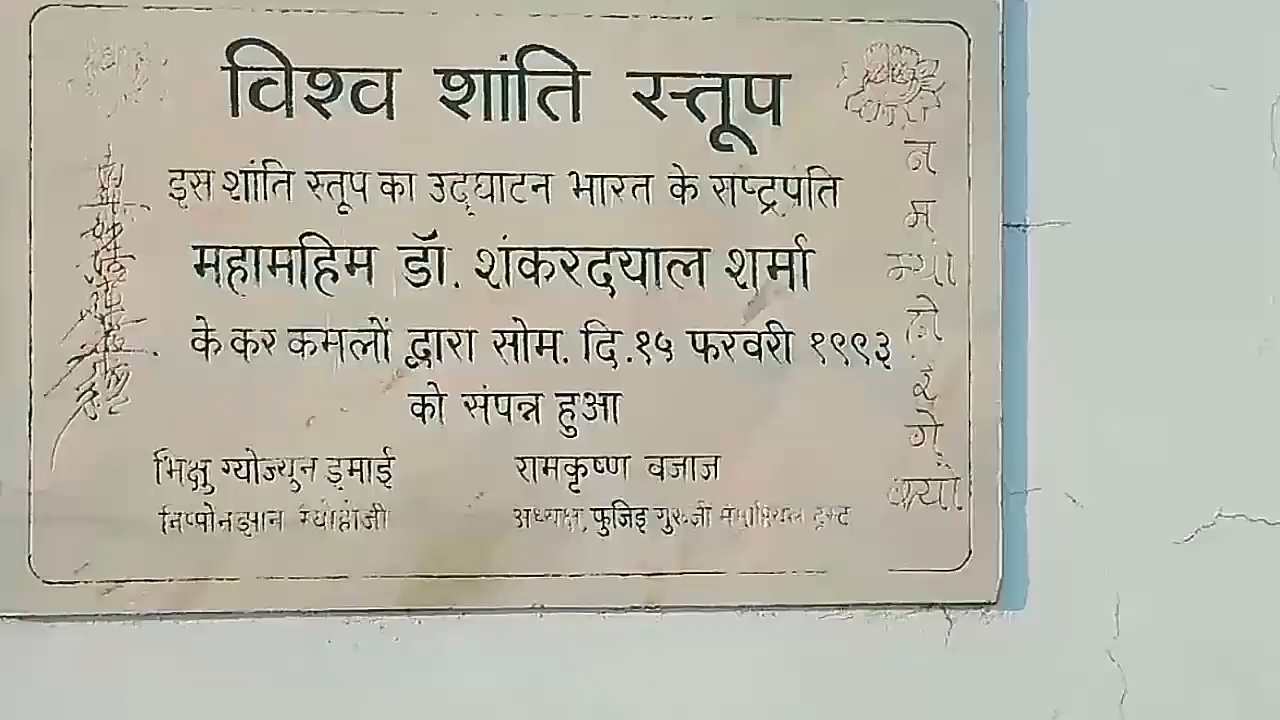 विश्व शांति स्तूप
इस शांति स्तूप का उद्घाटन भारत के राष्ट्रपति
महामहिम डॉ. शंकरदयाल शर्मा
के कर कमलों द्वारा सोम. दि.१५ फरवरी १९९३
को संपन्न हुआ
भिक्षु ग्योज्युन इमाई
निप्पोनझान म्योहोजी
रामकृष्ण बजाज
अध्यक्ष, फुजिइ गुरुजी मेमोरियल ट्रस्ट
न
म
म्यो
हो
रें
गे
क्यो